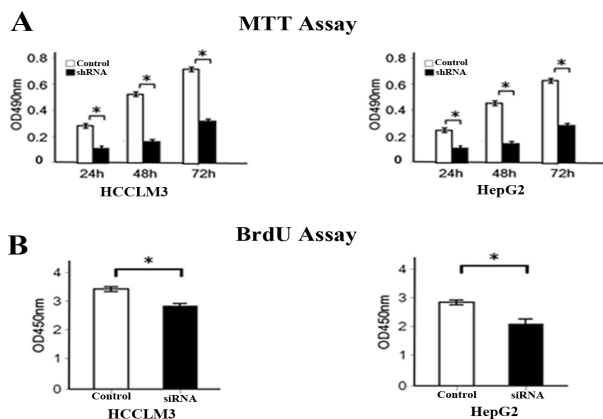 A
MTT Assay
OD490nm
0.8
0.6
0.4
0.2
0
Control
shRNA
*
*
*
24h
48h
72h
HCCLM3
OD490nm
0.8
0.6
0.4
0.2
0
Control
shRNA
*
*
*
24h
48h
72h
HepG2
B
BrdU Assay
OD450nm
4
3
2
1
0
*
Control
siRNA
HCCLM3
OD450nm
4
3
2
1
0
*
Control
siRNA
HepG2